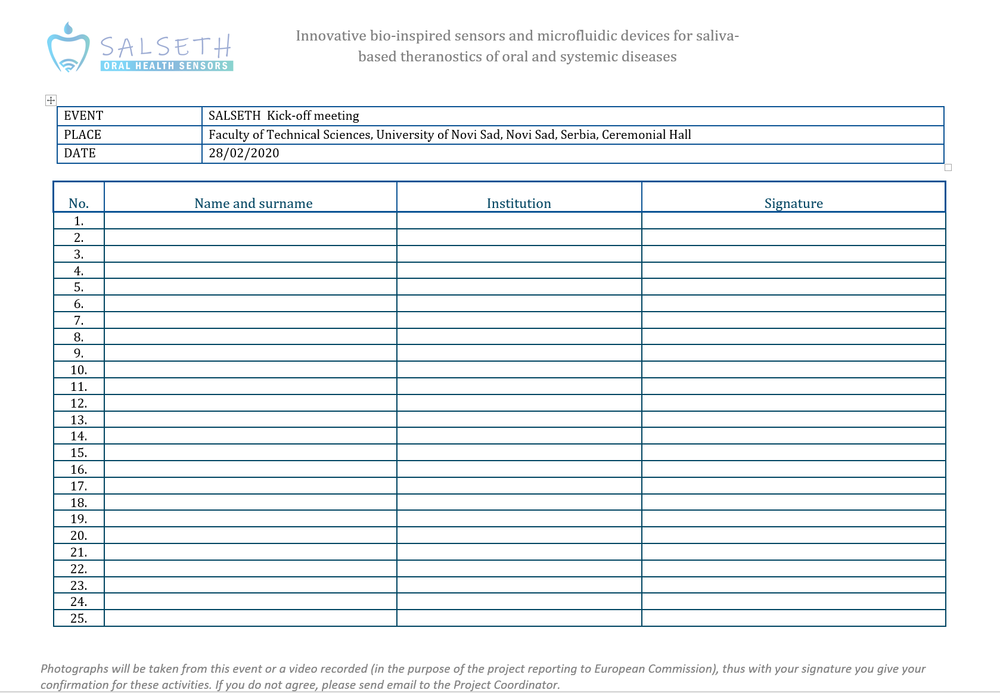 SALSETH
ORAL HEALTH SENSORS
Innovative bio-inspired sensors and microfluidic devices for saliva-
based theranostics of oral and systemic diseases
EVENT SALSETH Kick-off meeting
PLACE Faculty of Technical Sciences, University of Novi Sad, Novi Sad, Serbia, Ceremonial Hall
DATE 28/02/2020
No. Name and surname Institution Signature
1.
2.
3.
4.
5.
6.
7.
8.
9.
10.
11.
12.
13.
14.
15.
16.
17.
18.
19.
20.
21.
22.
23.
24.
25.
Photographs will be taken from this event or a video recorded (in the purpose of the project reporting to European Commission), thus with your signature you give your
confirmation for these activities. If you do not agree, please send email to the Project Coordinator.